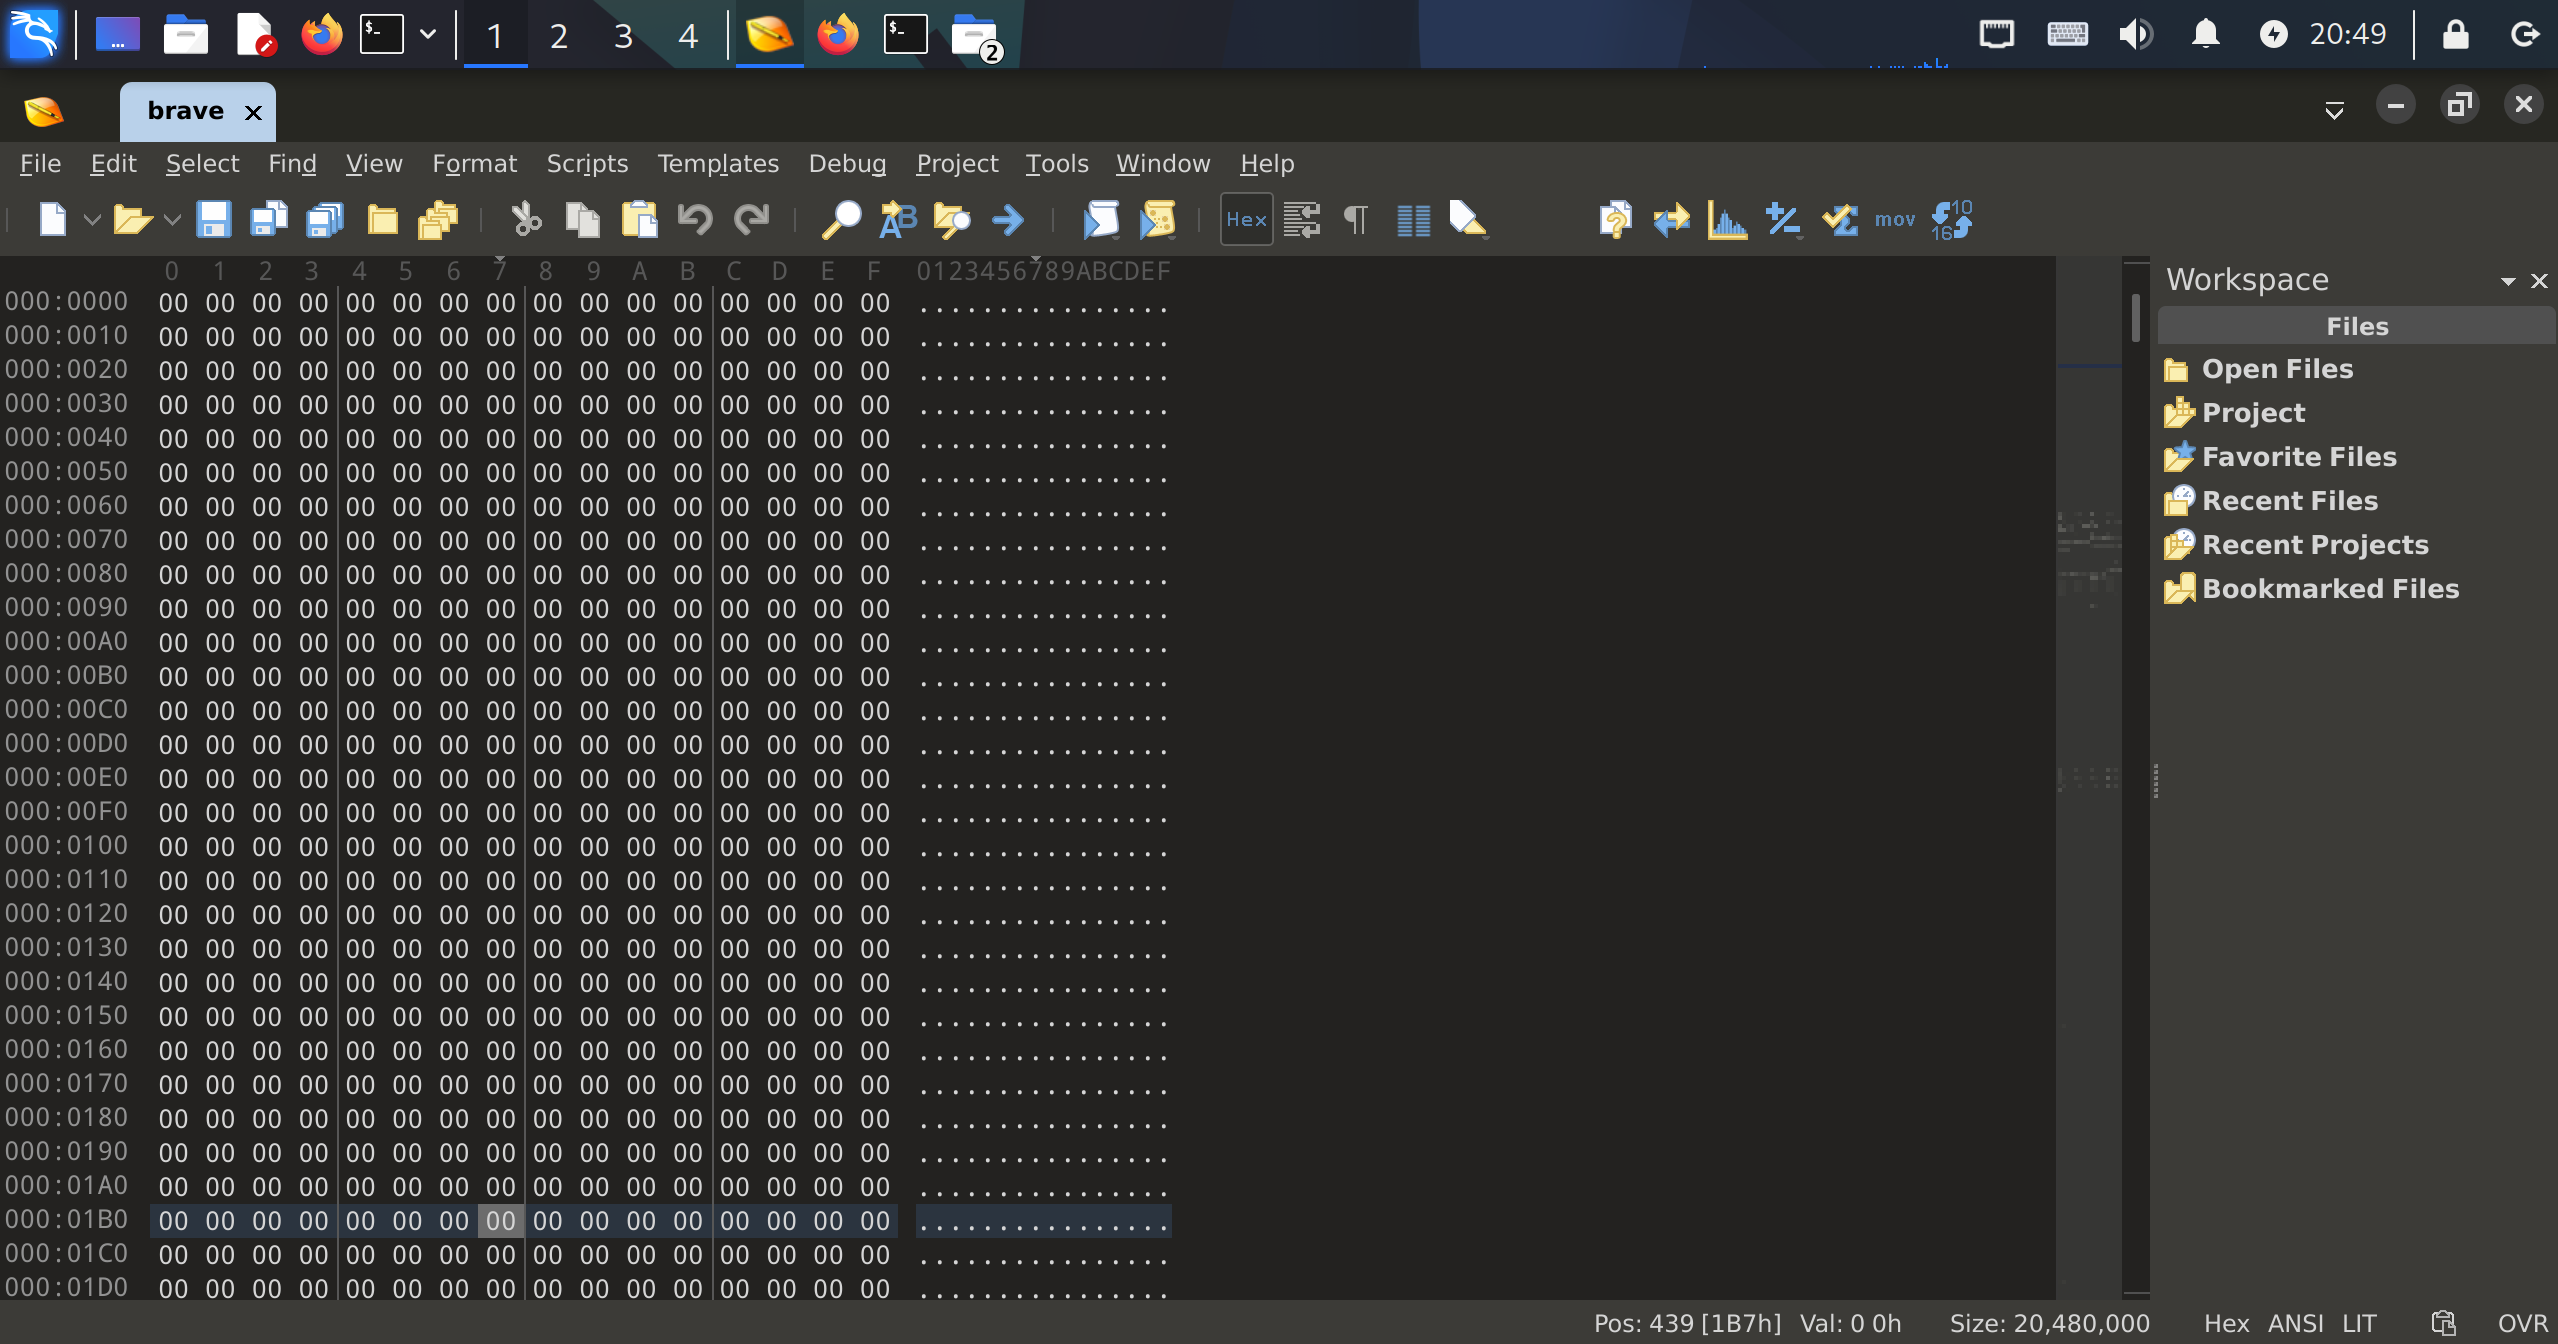 1 2 3 4 2 20:49
brave
File Edit Select Find View Format Scripts Templates Debug Project Tools Window Help
Hex mov 10 16
0 1 2 3 4 5 6 7 8 9 A B C D E F 0123456789ABCDEF
000:0000 00 00 00 00 00 00 00 00 00 00 00 00 00 00 00 00 ................
000:0010 00 00 00 00 00 00 00 00 00 00 00 00 00 00 00 00 ................
000:0020 00 00 00 00 00 00 00 00 00 00 00 00 00 00 00 00 ................
000:0030 00 00 00 00 00 00 00 00 00 00 00 00 00 00 00 00 ................
000:0040 00 00 00 00 00 00 00 00 00 00 00 00 00 00 00 00 ................
000:0050 00 00 00 00 00 00 00 00 00 00 00 00 00 00 00 00 ................
000:0060 00 00 00 00 00 00 00 00 00 00 00 00 00 00 00 00 ................
000:0070 00 00 00 00 00 00 00 00 00 00 00 00 00 00 00 00 ................
000:0080 00 00 00 00 00 00 00 00 00 00 00 00 00 00 00 00 ................
000:0090 00 00 00 00 00 00 00 00 00 00 00 00 00 00 00 00 ................
000:00A0 00 00 00 00 00 00 00 00 00 00 00 00 00 00 00 00 ................
000:00B0 00 00 00 00 00 00 00 00 00 00 00 00 00 00 00 00 ................
000:00C0 00 00 00 00 00 00 00 00 00 00 00 00 00 00 00 00 ................
000:00D0 00 00 00 00 00 00 00 00 00 00 00 00 00 00 00 00 ................
000:00E0 00 00 00 00 00 00 00 00 00 00 00 00 00 00 00 00 ................
000:00F0 00 00 00 00 00 00 00 00 00 00 00 00 00 00 00 00 ................
000:0100 00 00 00 00 00 00 00 00 00 00 00 00 00 00 00 00 ................
000:0110 00 00 00 00 00 00 00 00 00 00 00 00 00 00 00 00 ................
000:0120 00 00 00 00 00 00 00 00 00 00 00 00 00 00 00 00 ................
000:0130 00 00 00 00 00 00 00 00 00 00 00 00 00 00 00 00 ................
000:0140 00 00 00 00 00 00 00 00 00 00 00 00 00 00 00 00 ................
000:0150 00 00 00 00 00 00 00 00 00 00 00 00 00 00 00 00 ................
000:0160 00 00 00 00 00 00 00 00 00 00 00 00 00 00 00 00 ................
000:0170 00 00 00 00 00 00 00 00 00 00 00 00 00 00 00 00 ................
000:0180 00 00 00 00 00 00 00 00 00 00 00 00 00 00 00 00 ................
000:0190 00 00 00 00 00 00 00 00 00 00 00 00 00 00 00 00 ................
000:01A0 00 00 00 00 00 00 00 00 00 00 00 00 00 00 00 00 ................
000:01B0 00 00 00 00 00 00 00 00 00 00 00 00 00 00 00 00 ................
000:01C0 00 00 00 00 00 00 00 00 00 00 00 00 00 00 00 00 ................
000:01D0 00 00 00 00 00 00 00 00 00 00 00 00 00 00 00 00 ................
Workspace
Files
Open Files
Project
Favorite Files
Recent Files
Recent Projects
Bookmarked Files
Pos: 439 [1B7h] Val: 0 0h Size: 20,480,000 Hex ANSI LIT OVR